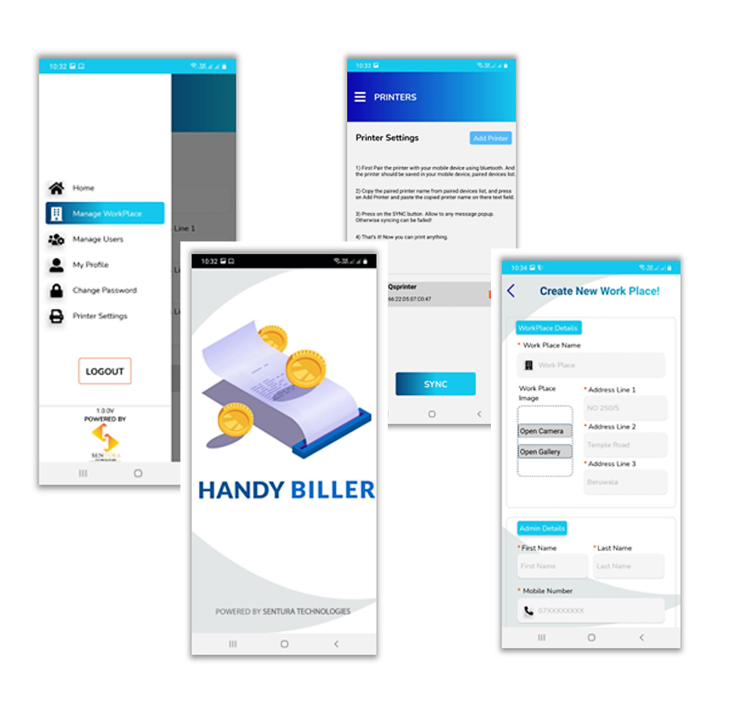 10:32
Home
Manage WorkPlace
Manage Users
My Profile
Change Password
Printer Settings
LOGOUT
1.0.0V
POWERED BY
SENTURA
Line 1
Li
Li
10:33
PRINTERS
Printer Settings
Add Printer
1) First Pair the printer with your mobile device using bluetooth. And
the printer should be saved in your mobile device, paired devices list.
2) Copy the paired printer name from paired devices list, and press
on Add Printer and paste the copied printer name on there text field.
3) Press on the SYNC button. Allow to any message popup.
Otherwise syncing can be failed!
4) That's it! Now you can print anything.
Qsprinter
66:22:D5:07:C0:47
SYNC
10:32
HANDY BILLER
POWERED BY SENTURA TECHNOLOGIES
10:34
Create New Work Place!
WorkPlace Details
* Work Place Name
Work Place
Work Place
Image
Open Camera
Open Gallery
* Address Line 1
NO 250/5
* Address Line 2
Temple Road
* Address Line 3
Beruwala
Admin Details
* First Name
* Last Name
First Name
Last Name
* Mobile Number
07XXXXXXXX